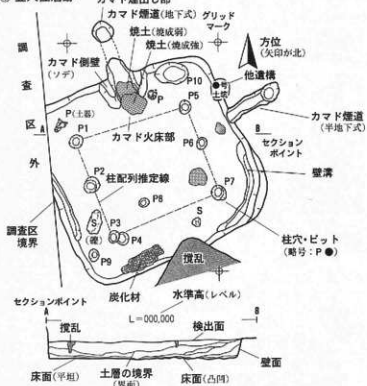 カマド煙道(地下式)
焼土(焼成弱)
焼土(焼成強)
グリッド
マーク
方位
(矢印が北)
カマド側壁
(ソデ)
調査区外
P
P10
P5
●号
土坑
他遺構
P(土器)
A
P1
カマド火床部
P6
B
セクション
ポイント
カマド煙道
(半地下式)
柱配列推定線
P2
壁溝
P7
P8
S
(礫)
S
P3
P4
P9
調査区
境界
柱穴・ピット
(略号:P●)
撹乱
炭化材
セクションポイント
水準高(レベル)
A
L=000,000
B
撹乱
検出面
壁面
床面(平坦)
土層の境界
(界面)
床面(凸凹)